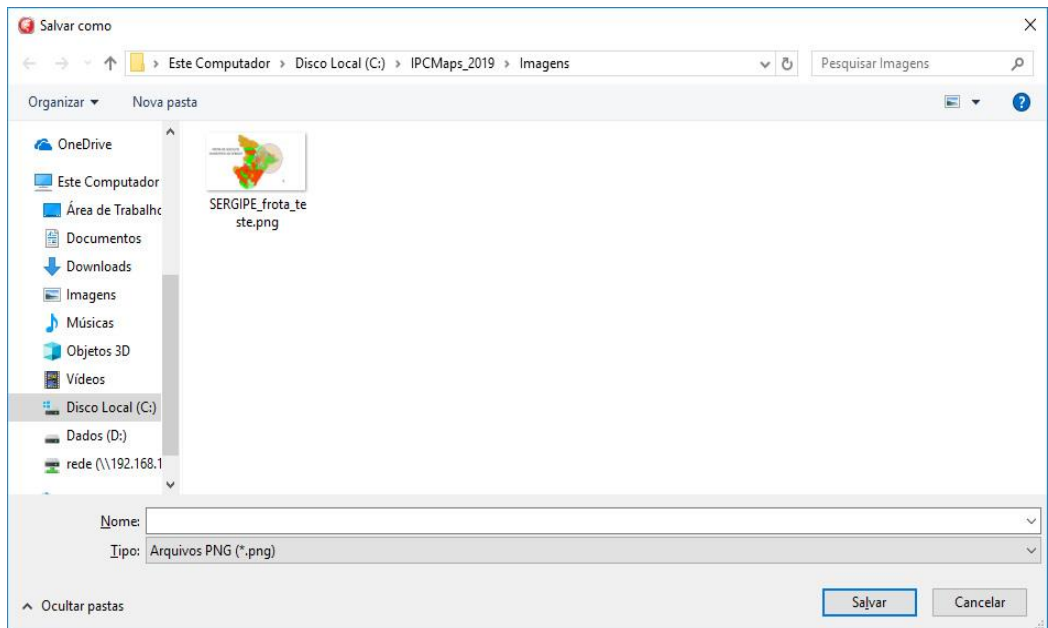 Salvar como
Este Computador > Disco Local (C:) > IPCMaps_2019 > Imagens
Pesquisar Imagens
Organizar
Nova pasta
OneDrive
Este Computador
Área de Trabalho
Documentos
Downloads
Imagens
Músicas
Objetos 3D
Vídeos
Disco Local (C:)
Dados (D:)
rede (\\192.168.1
SERGIPE_frota_te
ste.png
Nome:
Tipo: Arquivos PNG (*.png)
Ocultar pastas
Salvar
Cancelar